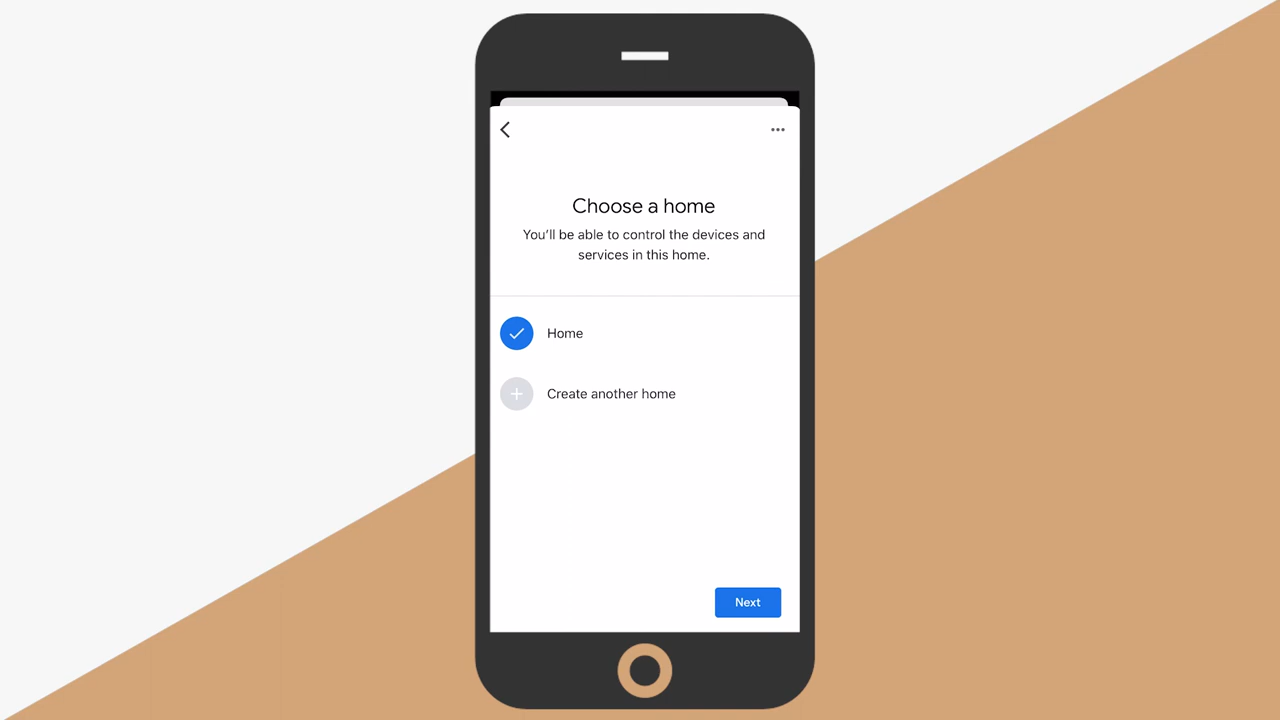 Choose a home
You'll be able to control the devices and
services in this home.
Home
Create another home
Next